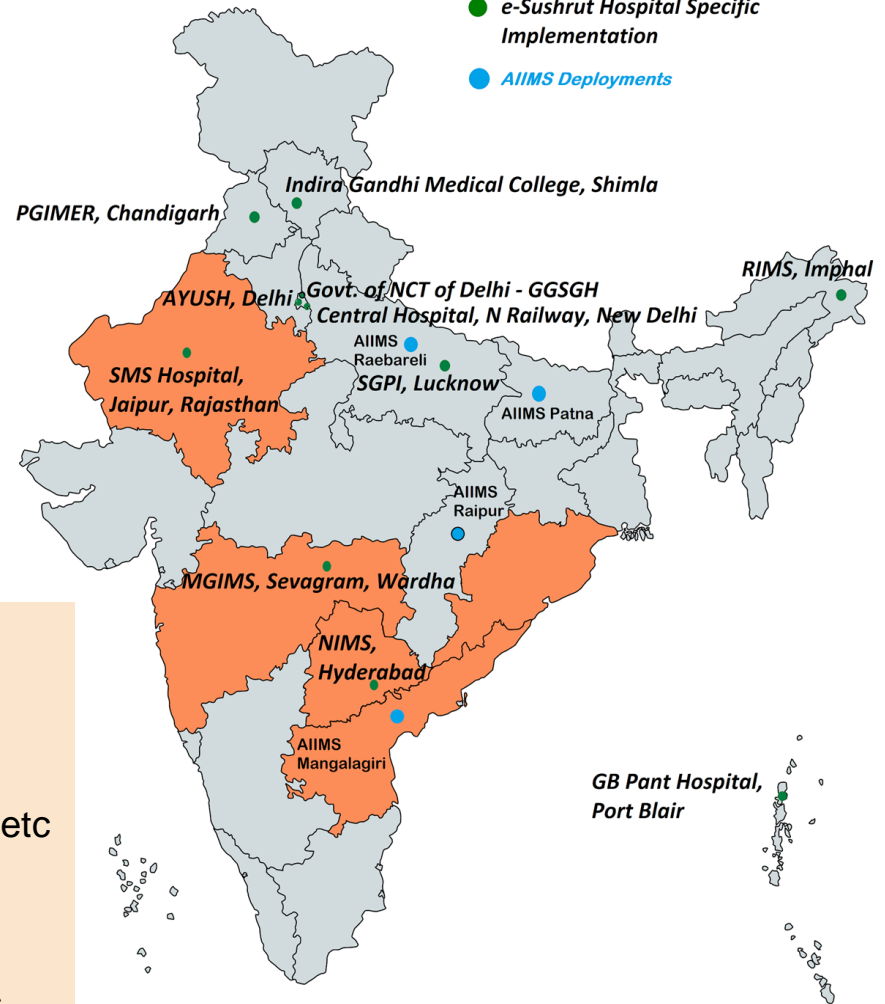 e-Sushrut Hospital Specific
Implementation
AIIMS Deployments
Indira Gandhi Medical College, Shimla
PGIMER, Chandigarh
RIMS, Imphal
AYUSH, Delhi
Govt. of NCT of Delhi - GGSGH
Central Hospital, N Railway, New Delhi
AIIMS
Raebareli
SGPI, Lucknow
SMS Hospital,
Jaipur, Rajasthan
AIIMS Patna
AIIMS
Raipur
MGIMS, Sevagram, Wardha
NIMS,
Hyderabad
AIIMS
Mangalagiri
GB Pant Hospital,
Port Blair
etc